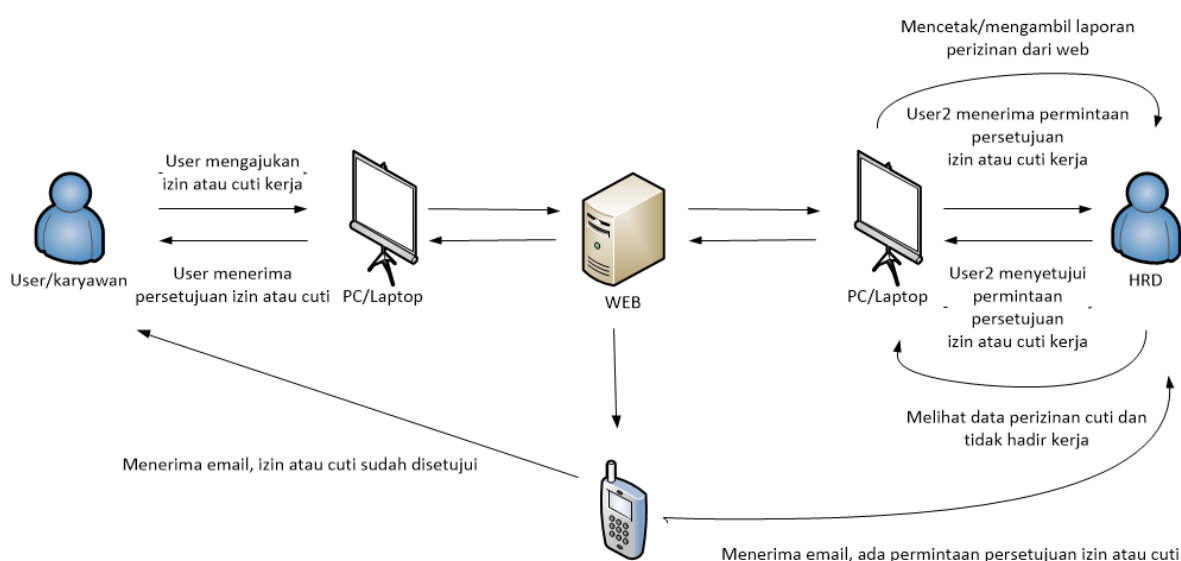 Mencetak/mengambil laporan
perizinan dari web
User2 menerima permintaan
persetujuan
izin atau cuti kerja
User mengajukan
izin atau cuti kerja
User/karyawan
User menerima
persetujuan izin atau cuti
PC/Laptop
WEB
PC/Laptop
User2 menyetujui
permintaan
persetujuan
izin atau cuti kerja
HRD
Melihat data perizinan cuti dan
tidak hadir kerja
Menerima email, izin atau cuti sudah disetujui
Menerima email, ada permintaan persetujuan izin atau cuti